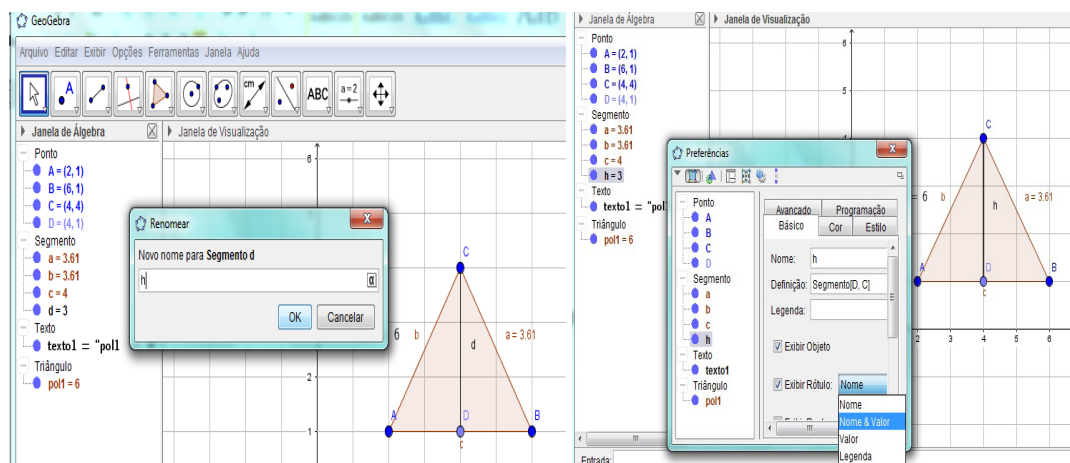 GeoGebra
Arquivo Editar Exibir Opções Ferramentas Janela Ajuda
A
cm
ABC
a=2
Janela de Álgebra
Janela de Visualização
Ponto
A = (2, 1)
B = (6, 1)
C = (4, 4)
D = (4, 1)
Segmento
a = 3.61
b = 3.61
c = 4
d = 3
Texto
texto1 = “pol1
Triângulo
pol1 = 6
Renomear
X
Novo nome para Segmento d
h
α
OK
Cancelar
6
2
1
C
6
b
d
a = 3.61
A
D
B
c
Janela de Álgebra
Janela de Visualização
Ponto
A = (2, 1)
B = (6, 1)
C = (4, 4)
D = (4, 1)
Segmento
a = 3.61
b = 3.61
c = 4
h = 3
Texto
texto1 = “pol
Triângulo
pol1 = 6
Entrada:
6
5
4
C
6
b
h
a = 3.61
A
D
B
c
2
3
4
5
6
Preferências
X
Ponto
A
B
C
D
Segmento
a
b
c
h
Texto
texto1
Triângulo
pol1
Avançado
Programação
Básico
Cor
Estilo
Nome:
h
Definição:
Segmento[D, C]
Legenda:
Exibir Objeto
Exibir Rótulo:
Nome
Nome
Nome & Valor
Valor
Legenda